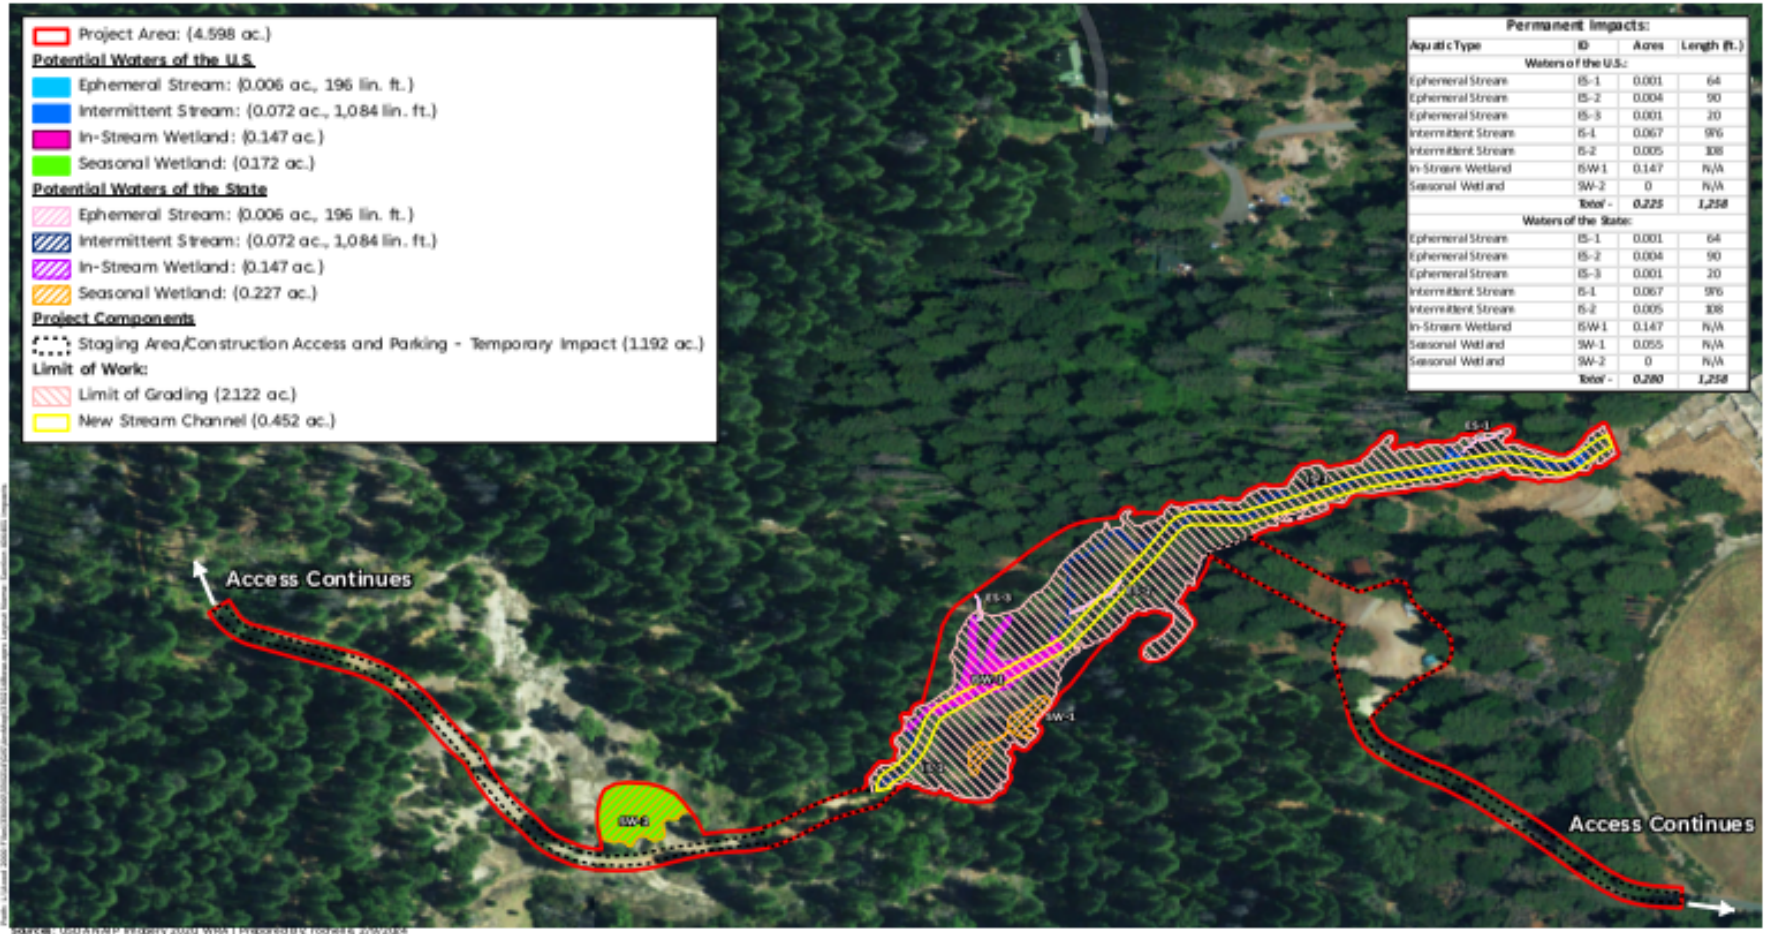 Project Area: (4.598 ac.)
Potential Waters of the U.S.
Ephemeral Stream: (0.006 ac., 196 lin. ft.)
Intermittent Stream: (0.072 ac., 1,084 lin. ft.)
In-Stream Wetland: (0.147 ac.)
Seasonal Wetland: (0.172 ac.)
Potential Waters of the State
Ephemeral Stream: (0.006 ac., 196 lin. ft.)
Intermittent Stream: (0.072 ac., 1,084 lin. ft.)
In-Stream Wetland: (0.147 ac.)
Seasonal Wetland: (0.227 ac.)
Project Components
Staging Area/Construction Access and Parking - Temporary Impact (1.192 ac.)
Limit of Work:
Limit of Grading (2.122 ac.)
New Stream Channel (0.452 ac.)
Permanent Impacts:
Aquatic Type ID Acres Length (ft.)
Waters of the U.S.:
Ephemeral Stream ES-1 0.001 64
Ephemeral Stream ES-2 0.004 90
Ephemeral Stream ES-3 0.001 20
Intermittent Stream IS-1 0.067 976
Intermittent Stream IS-2 0.005 108
In-Stream Wetland ISW-1 0.147 N/A
Seasonal Wetland SW-2 0 N/A
Total - 0.225 1,258
Waters of the State:
Ephemeral Stream ES-1 0.001 64
Ephemeral Stream ES-2 0.004 90
Ephemeral Stream ES-3 0.001 20
Intermittent Stream IS-1 0.067 976
Intermittent Stream IS-2 0.005 108
In-Stream Wetland ISW-1 0.147 N/A
Seasonal Wetland SW-1 0.055 N/A
Seasonal Wetland SW-2 0 N/A
Total - 0.280 1,258
ES-1
Access Continues
ES-3
ISW-1
SW-1
SW-2
Access Continues
Sources: USDA NAIP Imagery 2020, WRA | Prepared By: